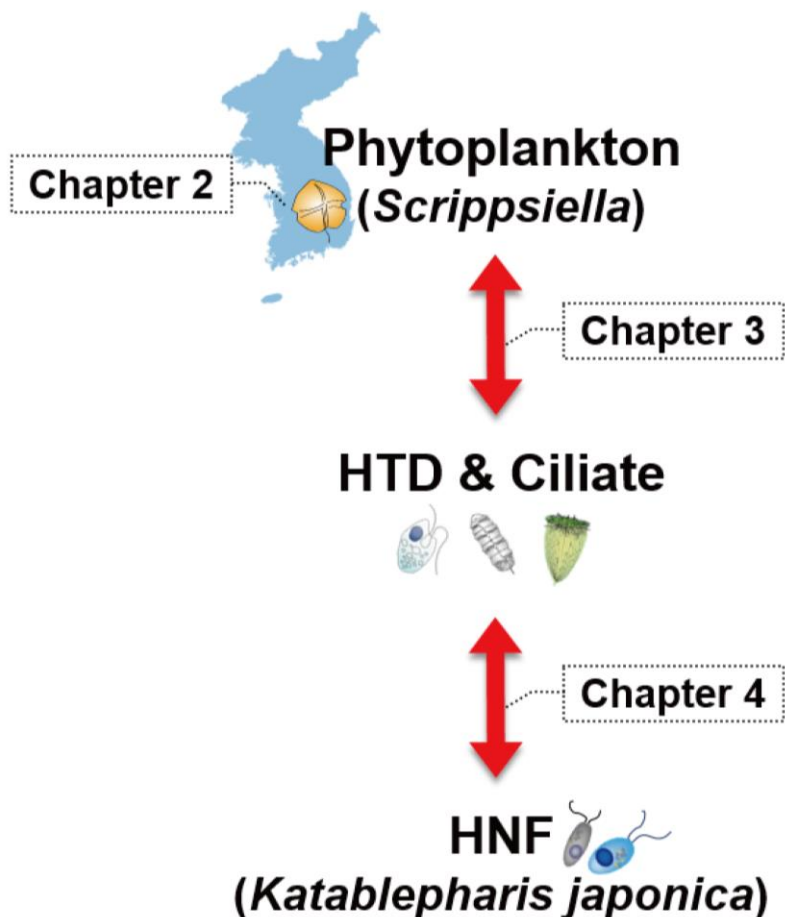 Phytoplankton
Chapter 2
(Scrippsiella)
Chapter 3
HTD & Ciliate
Chapter 4
HNF
(Katablepharis japonica)